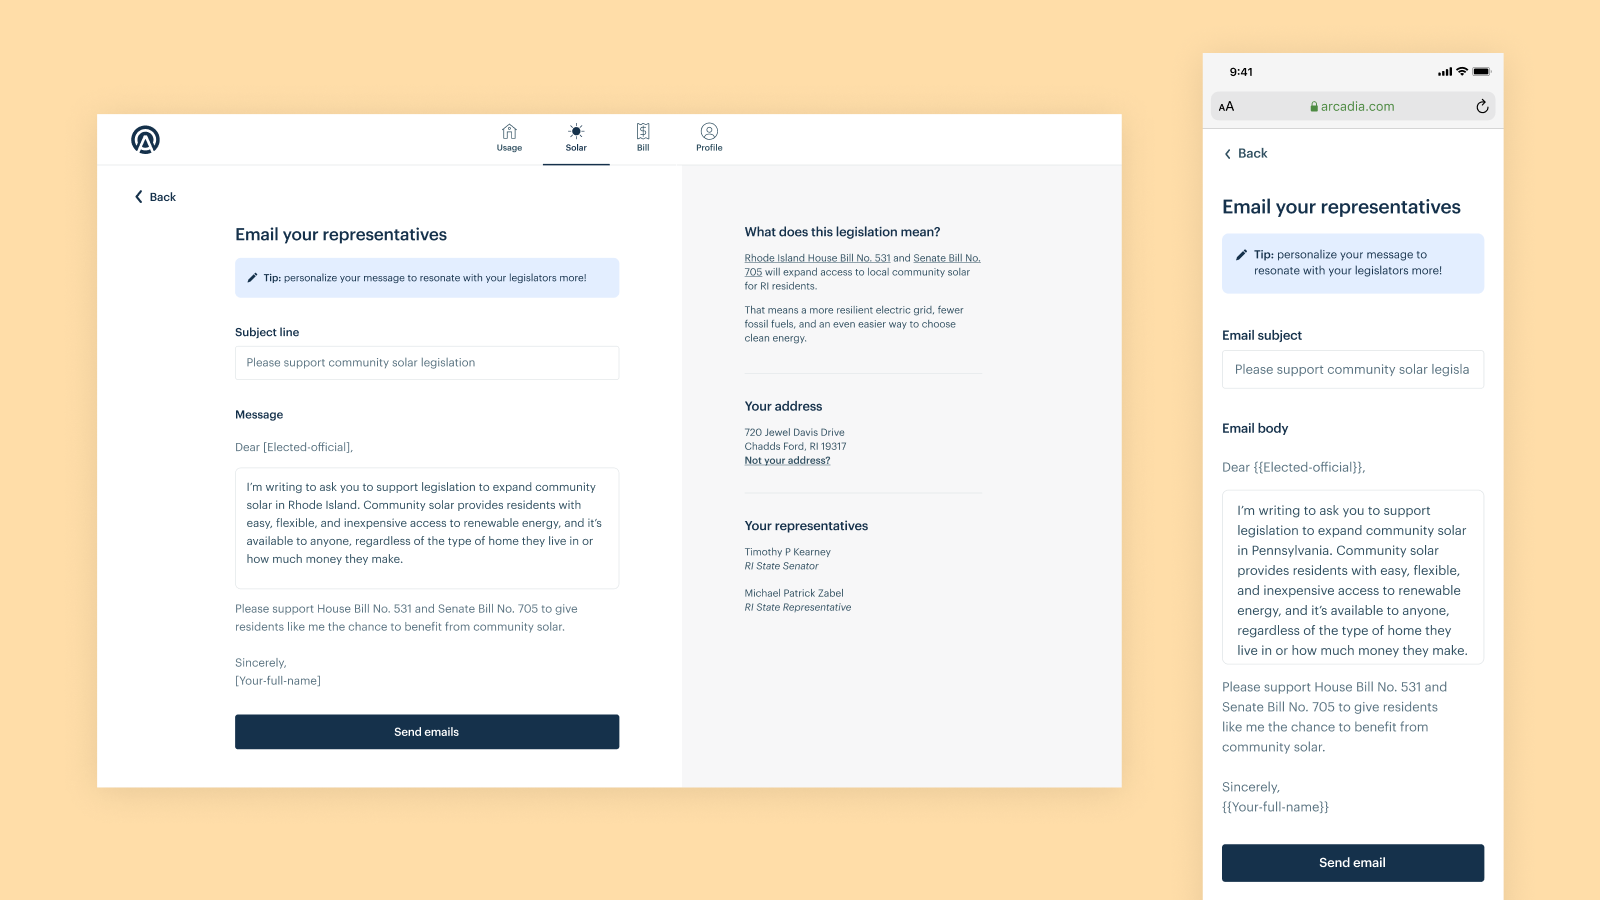 Usage
Solar
Bill
Profile
Back
Email your representatives
Tip: personalize your message to resonate with your legislators more!
Subject line
Please support community solar legislation
Message
Dear [Elected-official],
I’m writing to ask you to support legislation to expand community
solar in Rhode Island. Community solar provides residents with
easy, flexible, and inexpensive access to renewable energy, and it’s
available to anyone, regardless of the type of home they live in or
how much money they make.
Please support House Bill No. 531 and Senate Bill No. 705 to give
residents like me the chance to benefit from community solar.
Sincerely,
[Your-full-name]
Send emails
What does this legislation mean?
Rhode Island House Bill No. 531 and Senate Bill No.
705 will expand access to local community solar
for RI residents.
That means a more resilient electric grid, fewer
fossil fuels, and an even easier way to choose
clean energy.
Your address
720 Jewel Davis Drive
Chadds Ford, RI 19317
Not your address?
Your representatives
Timothy P Kearney
RI State Senator
Michael Patrick Zabel
RI State Representative
9:41
AA
arcadia.com
Back
Email your representatives
Tip: personalize your message to
resonate with your legislators more!
Email subject
Please support community solar legisla
Email body
Dear {{Elected-official}},
I’m writing to ask you to support
legislation to expand community solar
in Pennsylvania. Community solar
provides residents with easy, flexible,
and inexpensive access to renewable
energy, and it’s available to anyone,
regardless of the type of home they
live in or how much money they make.
Please support House Bill No. 531 and
Senate Bill No. 705 to give residents
like me the chance to benefit from
community solar.
Sincerely,
{{Your-full-name}}
Send email